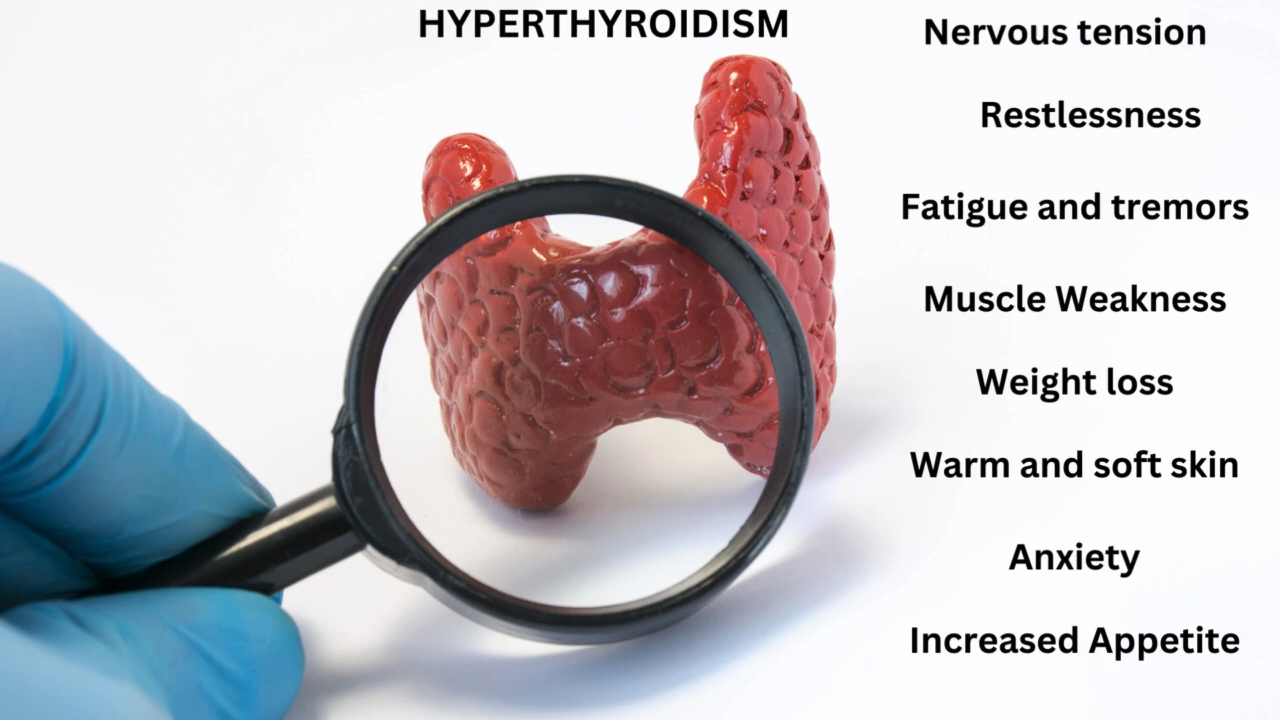 HYPERTHYROIDISM
Nervous tension
Restlessness
Fatigue and tremors
Muscle Weakness
Weight loss
Warm and soft skin
Anxiety
Increased Appetite